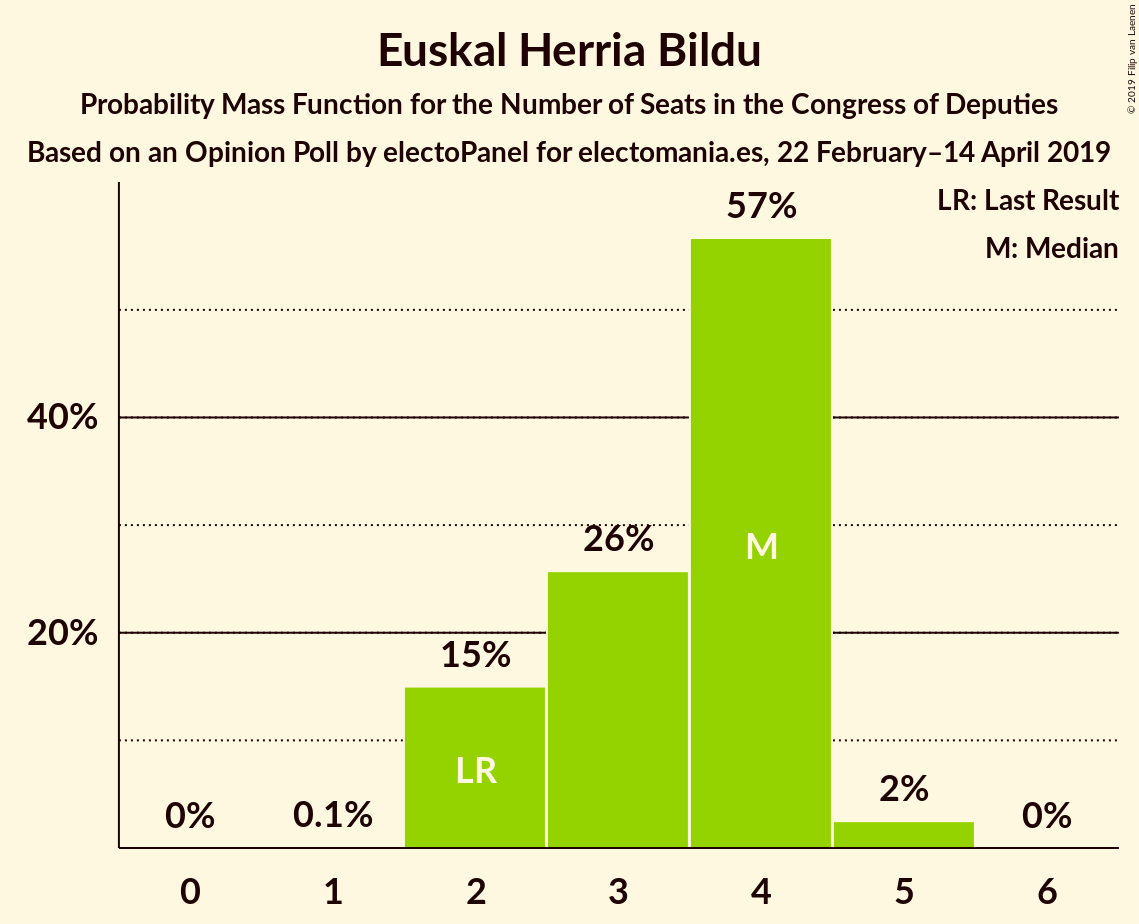 Euskal Herria Bildu
Probability Mass Function for the Number of Seats in the Congress of Deputies
Based on an Opinion Poll by electoPanel for electomania.es, 22 February–14 April 2019
© 2019 Filip van Laenen
LR: Last Result
M: Median
57%
40%
26%
M
20%
15%
LR
0%
0.1%
2%
0%
0 1 2 3 4 5 6